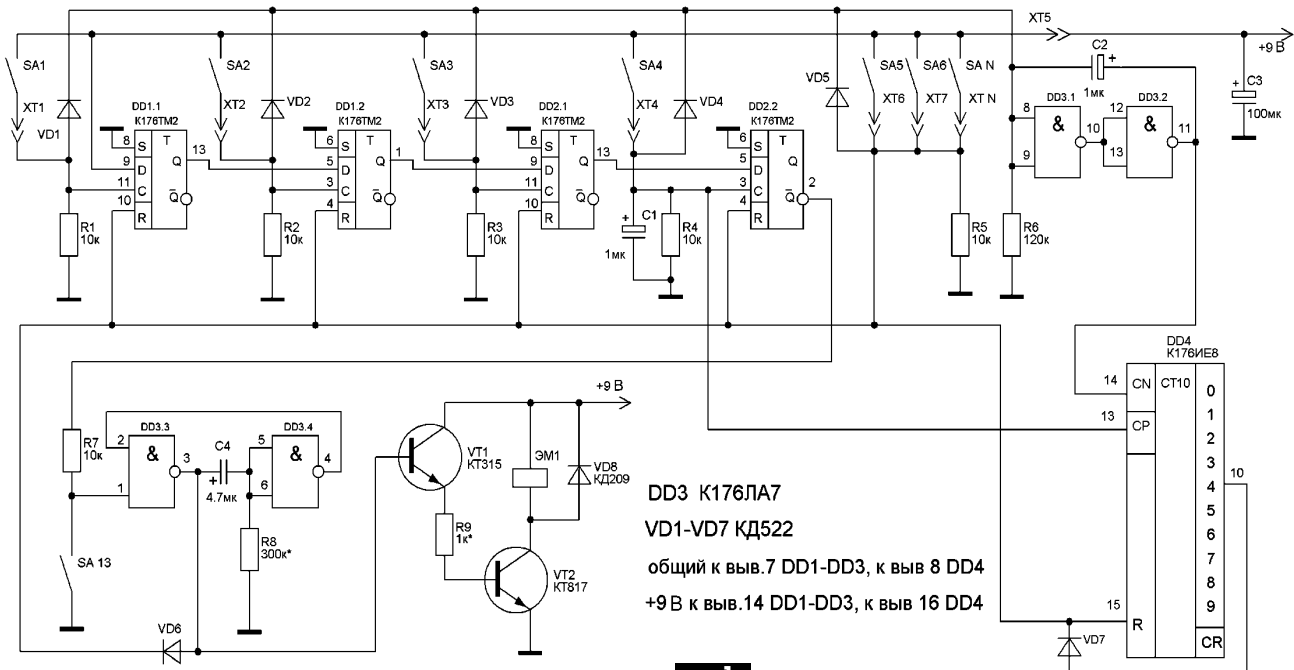 XT5
+9 В
SA1
SA2
SA3
SA4
SA5
SA6
SA N
C2
+
1мк
C3
+
100мк
XT1
VD1
XT2
VD2
XT3
VD3
XT4
VD4
VD5
XT6
XT7
XT N
DD1.1
К176ТМ2
8 S T
9 D Q 13
11 C Q
10 R
DD1.2
К176ТМ2
6 S T
5 D Q 1
3 C Q
4 R
DD2.1
К176ТМ2
8 S T
9 D Q 13
11 C Q
10 R
DD2.2
К176ТМ2
6 S T
5 D Q
3 C Q 2
4 R
DD3.1
8 & 10
9
DD3.2
12 & 11
13
R1
10к
R2
10к
R3
10к
+ C1
1мк
R4
10к
R5
10к
R6
120к
DD4
К176ИЕ8
14 CN CT10
13 CP
15 R
0
1
2
3
4
5
6
7
8
9
CR
10
VD7
R7
10к
DD3.3
2 & 3
1
C4
+
4.7мк
DD3.4
5 & 4
6
R8
300к*
SA 13
VD6
+9 В
VT1
КТ315
ЭМ1
VD8
КД209
R9
1к*
VT2
КТ817
DD3 К176ЛА7
VD1-VD7 КД522
общий к выв.7 DD1-DD3, к выв 8 DD4
+9 В к выв.14 DD1-DD3, к выв 16 DD4